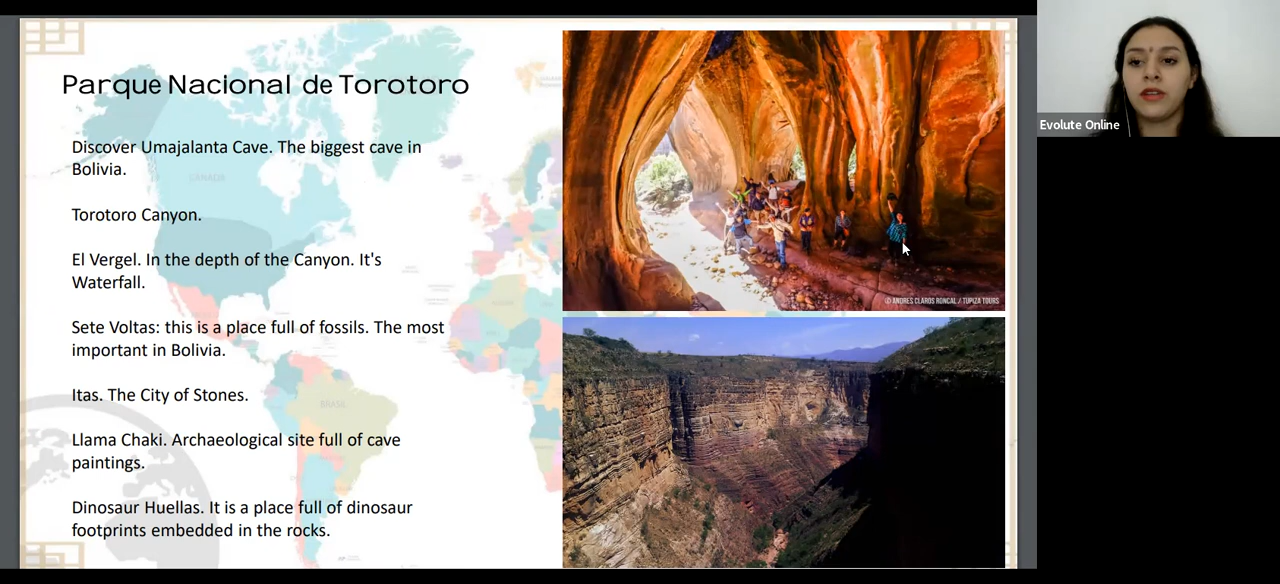 Parque Nacional de Torotoro
Discover Umajalanta Cave. The biggest cave in
Bolivia.
Torotoro Canyon.
El Vergel. In the depth of the Canyon. It's
Waterfall.
Sete Voltas: this is a place full of fossils. The most
important in Bolivia.
Itas. The City of Stones.
Llama Chaki. Archaeological site full of cave
paintings.
Dinosaur Huellas. It is a place full of dinosaur
footprints embedded in the rocks.
CANADÁ
BRASIL
© ANDRES CLAROS RONCAL / TUPIZA TOURS
Evolute Online